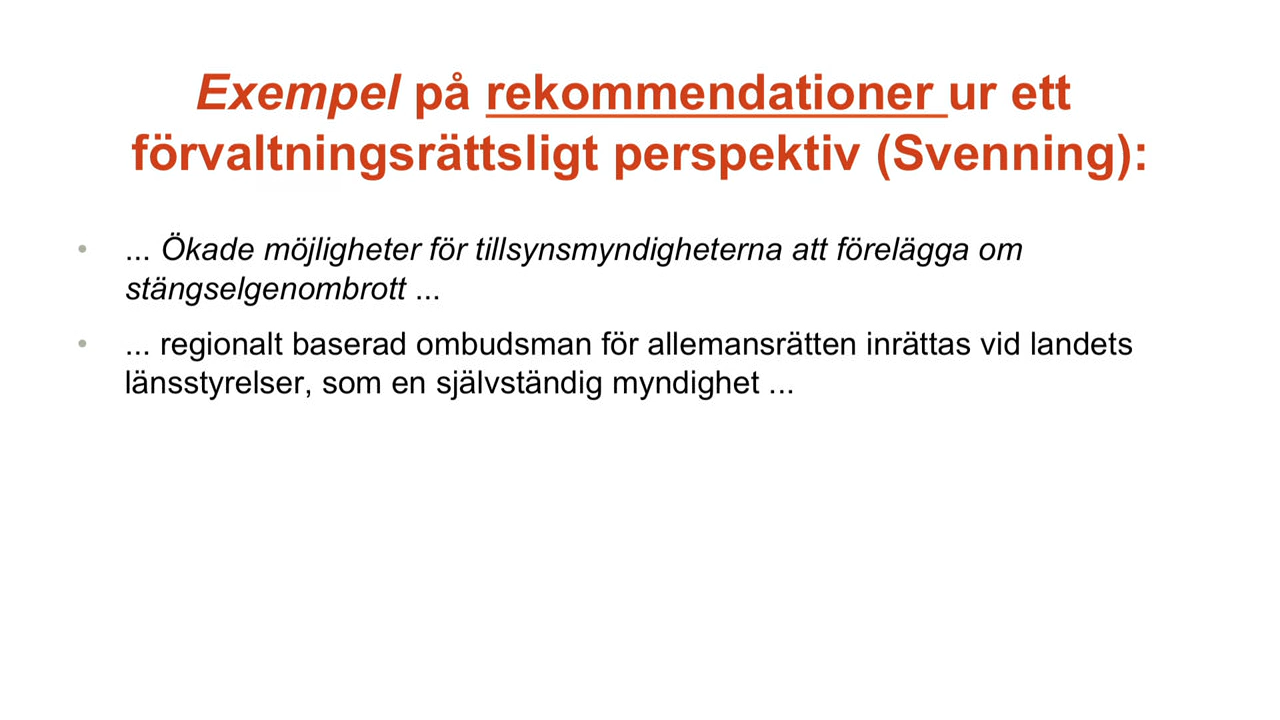 Exempel på rekommendationer ur ett
förvaltningsrättsligt perspektiv (Svenning):
• ... Ökade möjligheter för tillsynsmyndigheterna att förelägga om
stängselgenombrott ...
• ... regionalt baserad ombudsman för allemansrätten inrättas vid landets
länsstyrelser, som en självständig myndighet ...